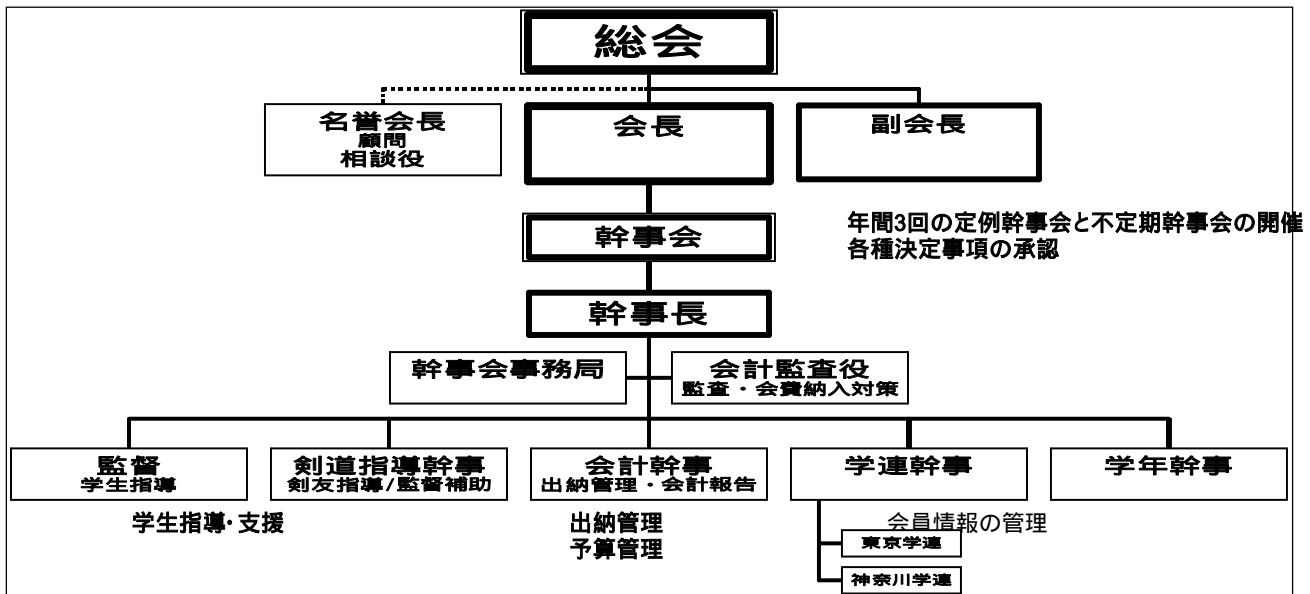 総会
名誉会長
顧問
相談役
会長
副会長
幹事会
年間3回の定例幹事会と不定期幹事会の開催
各種決定事項の承認
幹事長
幹事会事務局
会計監査役
監査・会費納入対策
監督
学生指導
剣道指導幹事
剣友指導/監督補助
会計幹事
出納管理・会計報告
学連幹事
学年幹事
学生指導・支援
出納管理
予算管理
会員情報の管理
東京学連
神奈川学連